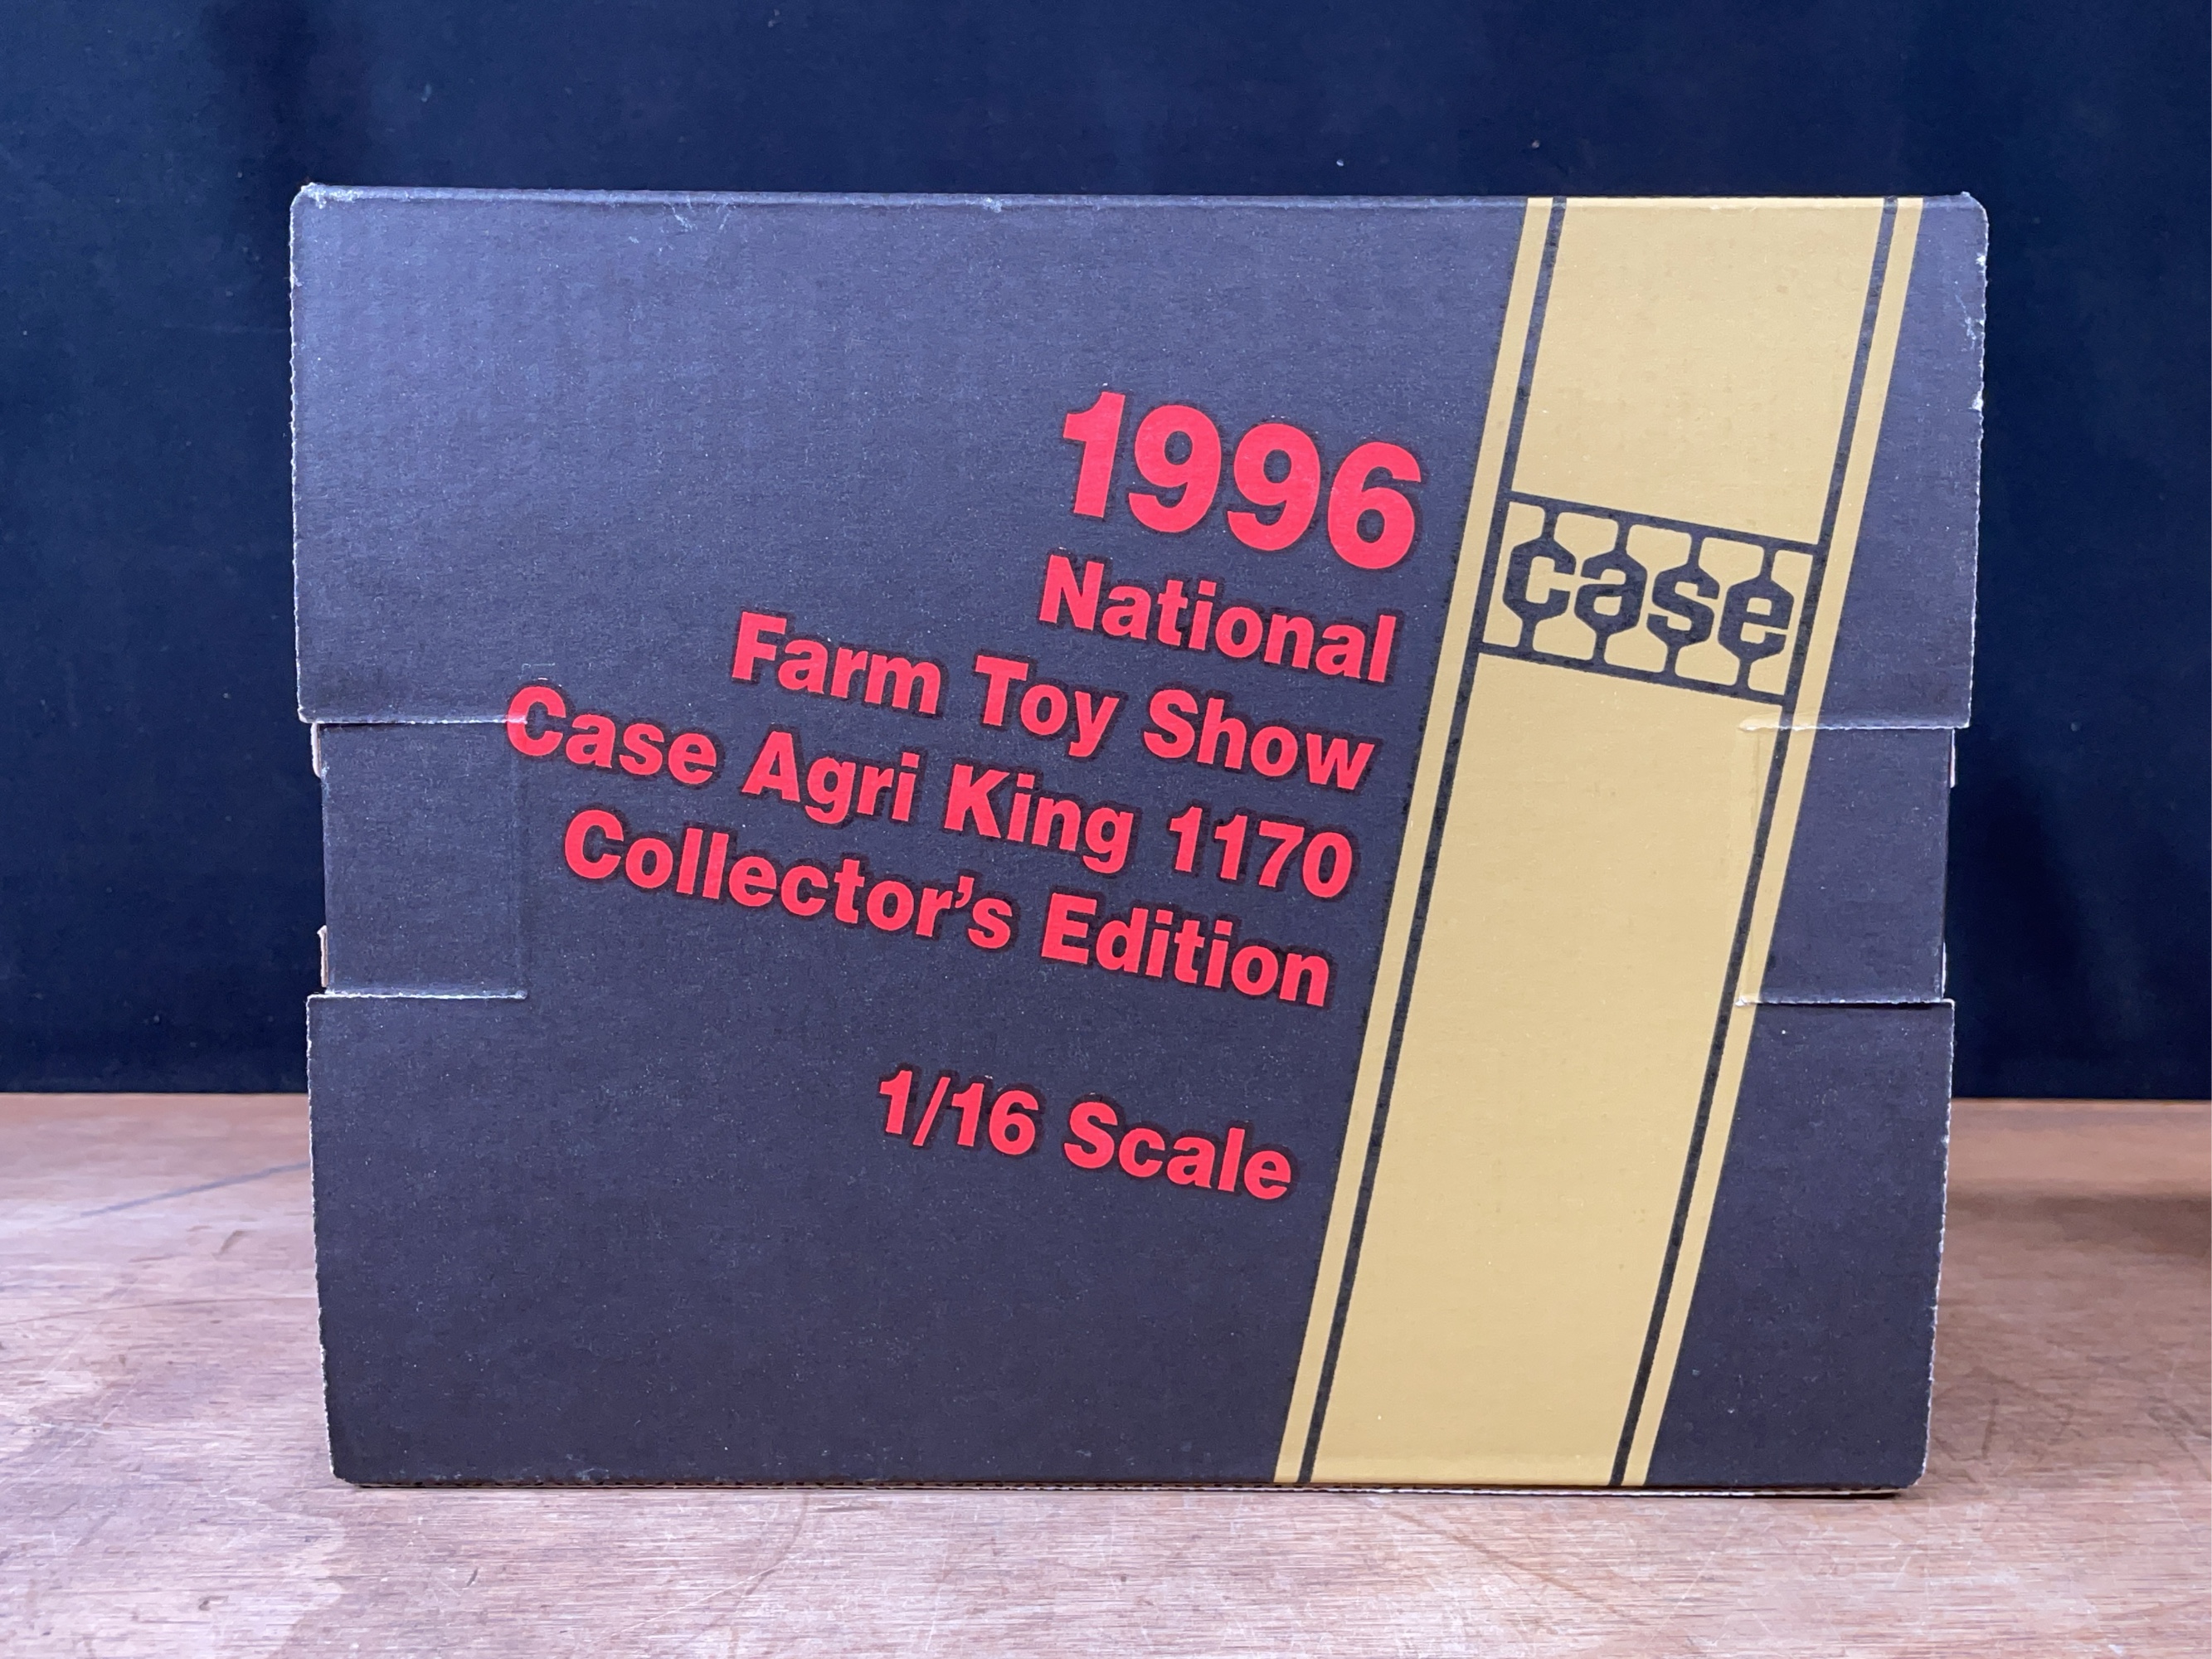 1996
National
Farm Toy Show
Case Agri King 1170
Collector's Edition
1/16 Scale
case